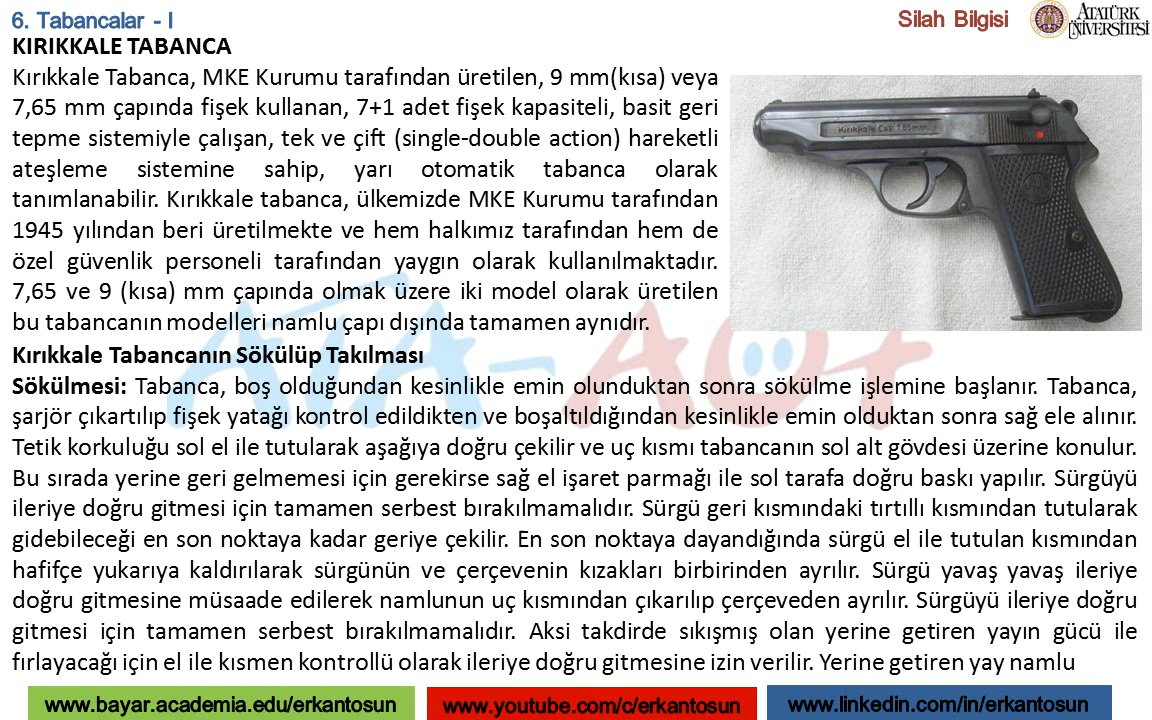 6. Tabancalar - I
Silah Bilgisi
ATATÜRK
ÜNİVERSİTESİ
KIRIKKALE TABANCA
Kırıkkale Tabanca, MKE Kurumu tarafından üretilen, 9 mm(kısa) veya
7,65 mm çapında fişek kullanan, 7+1 adet fişek kapasiteli, basit geri
tepme sistemiyle çalışan, tek ve çift (single-double action) hareketli
ateşleme sistemine sahip, yarı otomatik tabanca olarak
tanımlanabilir. Kırıkkale tabanca, ülkemizde MKE Kurumu tarafından
1945 yılından beri üretilmekte ve hem halkımız tarafından hem de
özel güvenlik personeli tarafından yaygın olarak kullanılmaktadır.
7,65 ve 9 (kısa) mm çapında olmak üzere iki model olarak üretilen
bu tabancanın modelleri namlu çapı dışında tamamen aynıdır.
Kırıkkale Cap 7.65mm.
ATA-AÖF
Kırıkkale Tabancanın Sökülüp Takılması
Sökülmesi: Tabanca, boş olduğundan kesinlikle emin olunduktan sonra sökülme işlemine başlanır. Tabanca,
şarjör çıkartılıp fişek yatağı kontrol edildikten ve boşaltıldığından kesinlikle emin olduktan sonra sağ ele alınır.
Tetik korkuluğu sol el ile tutularak aşağıya doğru çekilir ve uç kısmı tabancanın sol alt gövdesi üzerine konulur.
Bu sırada yerine geri gelmemesi için gerekirse sağ el işaret parmağı ile sol tarafa doğru baskı yapılır. Sürgüyü
ileriye doğru gitmesi için tamamen serbest bırakılmamalıdır. Sürgü geri kısmındaki tırtıllı kısmından tutularak
gidebileceği en son noktaya kadar geriye çekilir. En son noktaya dayandığında sürgü el ile tutulan kısmından
hafifçe yukarıya kaldırılarak sürgünün ve çerçevenin kızakları birbirinden ayrılır. Sürgü yavaş yavaş ileriye
doğru gitmesine müsaade edilerek namlunun uç kısmından çıkarılıp çerçeveden ayrılır. Sürgüyü ileriye doğru
gitmesi için tamamen serbest bırakılmamalıdır. Aksi takdirde sıkışmış olan yerine getiren yayın gücü ile
fırlayacağı için el ile kısmen kontrollü olarak ileriye doğru gitmesine izin verilir. Yerine getiren yay namlu
www.bayar.academia.edu/erkantosun
www.youtube.com/c/erkantosun
www.linkedin.com/in/erkantosun